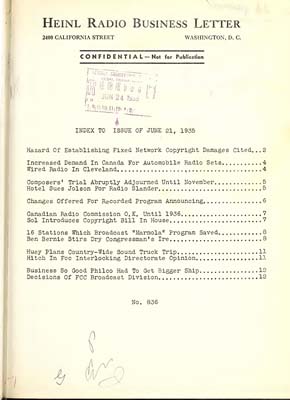 HEINL RADIO BUSINESS LETTER
2400 CALIFORNIA STREET WASHINGTON, D. C.
CONFIDENTIAL—Not for Publication
JUN 24 1935
INDEX TO ISSUE OF JUNE 21, 1935
Hazard Of Establishing Fixed Network Copyright Damages Cited...2
Increased Demand In Canada For Automobile Radio Sets...........4
Wired Radio In Cleveland.......................................4
Composers' Trial Abruptly Adjourned Until November.............5
Hotel Sues Jolson For Radio Slander............................5
Changes Offered For Recorded Program Announcing................6
Canadian Radio Commission O.K. Until 1936......................7
Sol Introduces Copyright Bill In House.........................7
16 Stations Which Broadcast "Marmola" Program Saved............8
Ben Bernie Stirs Dry Congressman's Ire.........................8
Huey Plans Country-Wide Sound Truck Trip......................11
Hitch In Fcc Interlocking Directorate Opinion.................11
Business So Good Philco Had To Get Bigger Ship................12
Decisions Of FCC Broadcast Division...........................12
No. 836